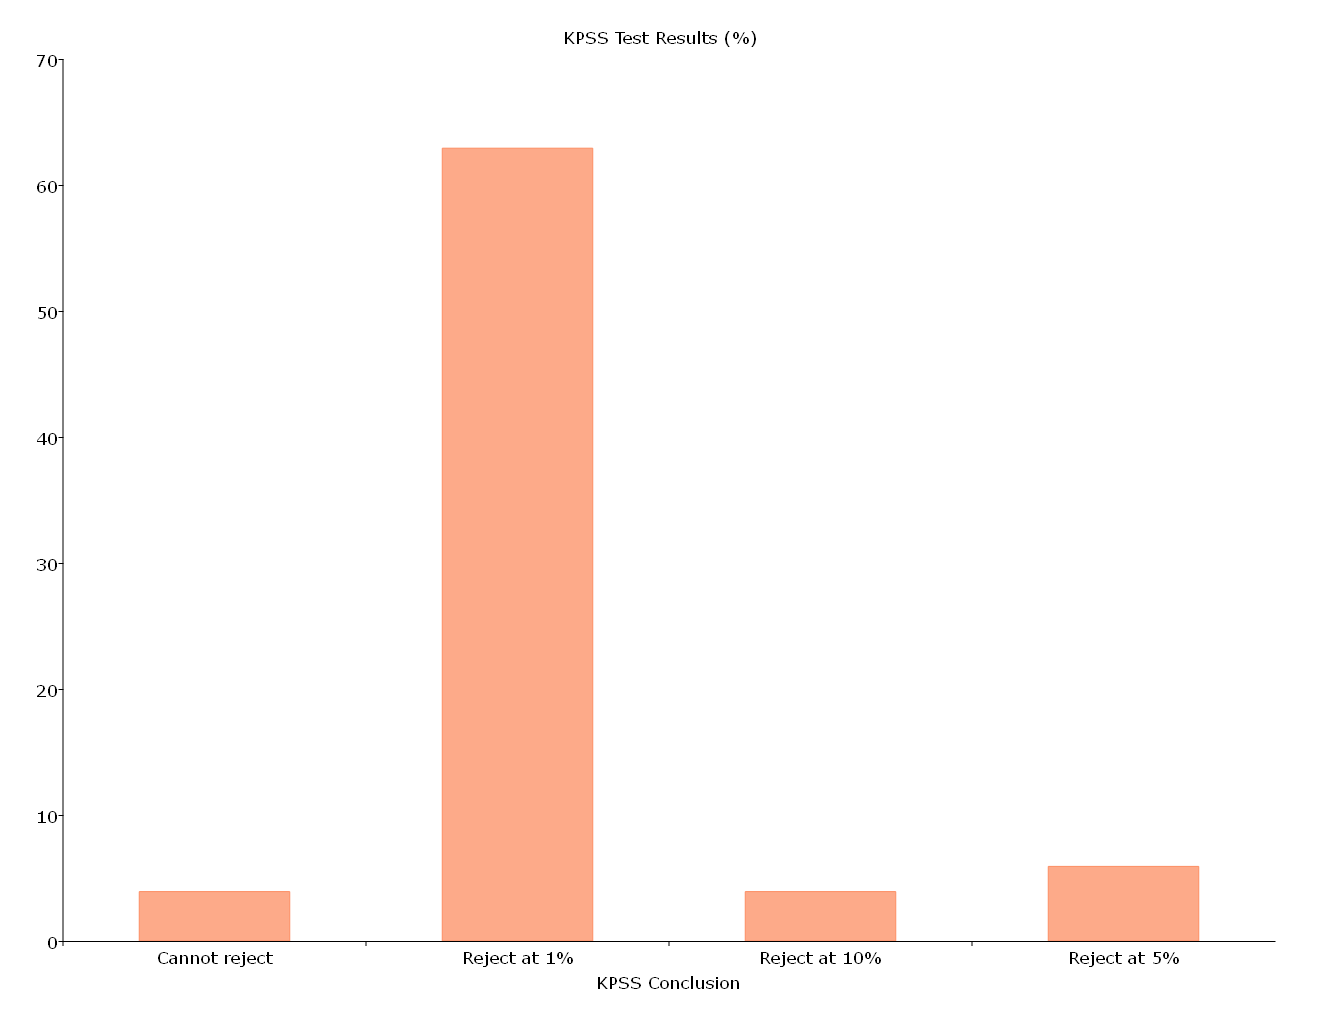 KPSS Test Results (%)
70
60
50
40
30
20
10
0
Cannot reject
Reject at 1%
Reject at 10%
Reject at 5%
KPSS Conclusion